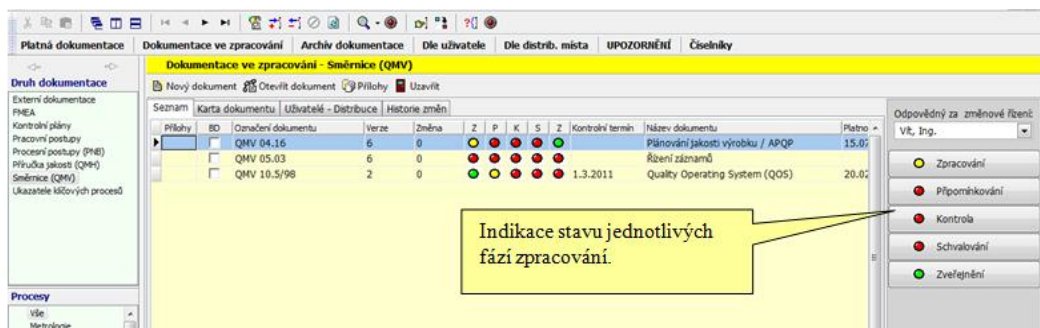 Platná dokumentace Dokumentace ve zpracování Archiv dokumentace Dle uživatele Dle distrib. místa UPOZORNĚNÍ Číselníky
Dokumentace ve zpracování - Směrnice (QMV)
Druh dokumentace
Externí dokumentace
FMEA
Kontrolní plány
Pracovní postupy
Procesní postupy (PNB)
Příručka jakosti (QMH)
Směrnice (QMV)
Ukazatele klíčových procesů
Procesy
Vše
Metrologie
Nový dokument Otevřít dokument Přílohy Uzavřít
Seznam Karta dokumentu Uživatelé - Distribuce Historie změn
Přílohy BD Označení dokumentu Verze Změna Z P K S Z Kontrolní termín Název dokumentu Platno
QMV 04.16 6 0 Plánování jakosti výrobku / APQP 15.07
QMV 05.03 6 0 Řízení záznamů
QMV 10.5/98 2 0 1.3.2011 Quality Operating System (QOS) 20.02
Indikace stavu jednotlivých
fází zpracování.
Odpovědný za změnové řízení:
Vít, Ing.
Zpracování
Připomínkování
Kontrola
Schvalování
Zveřejnění